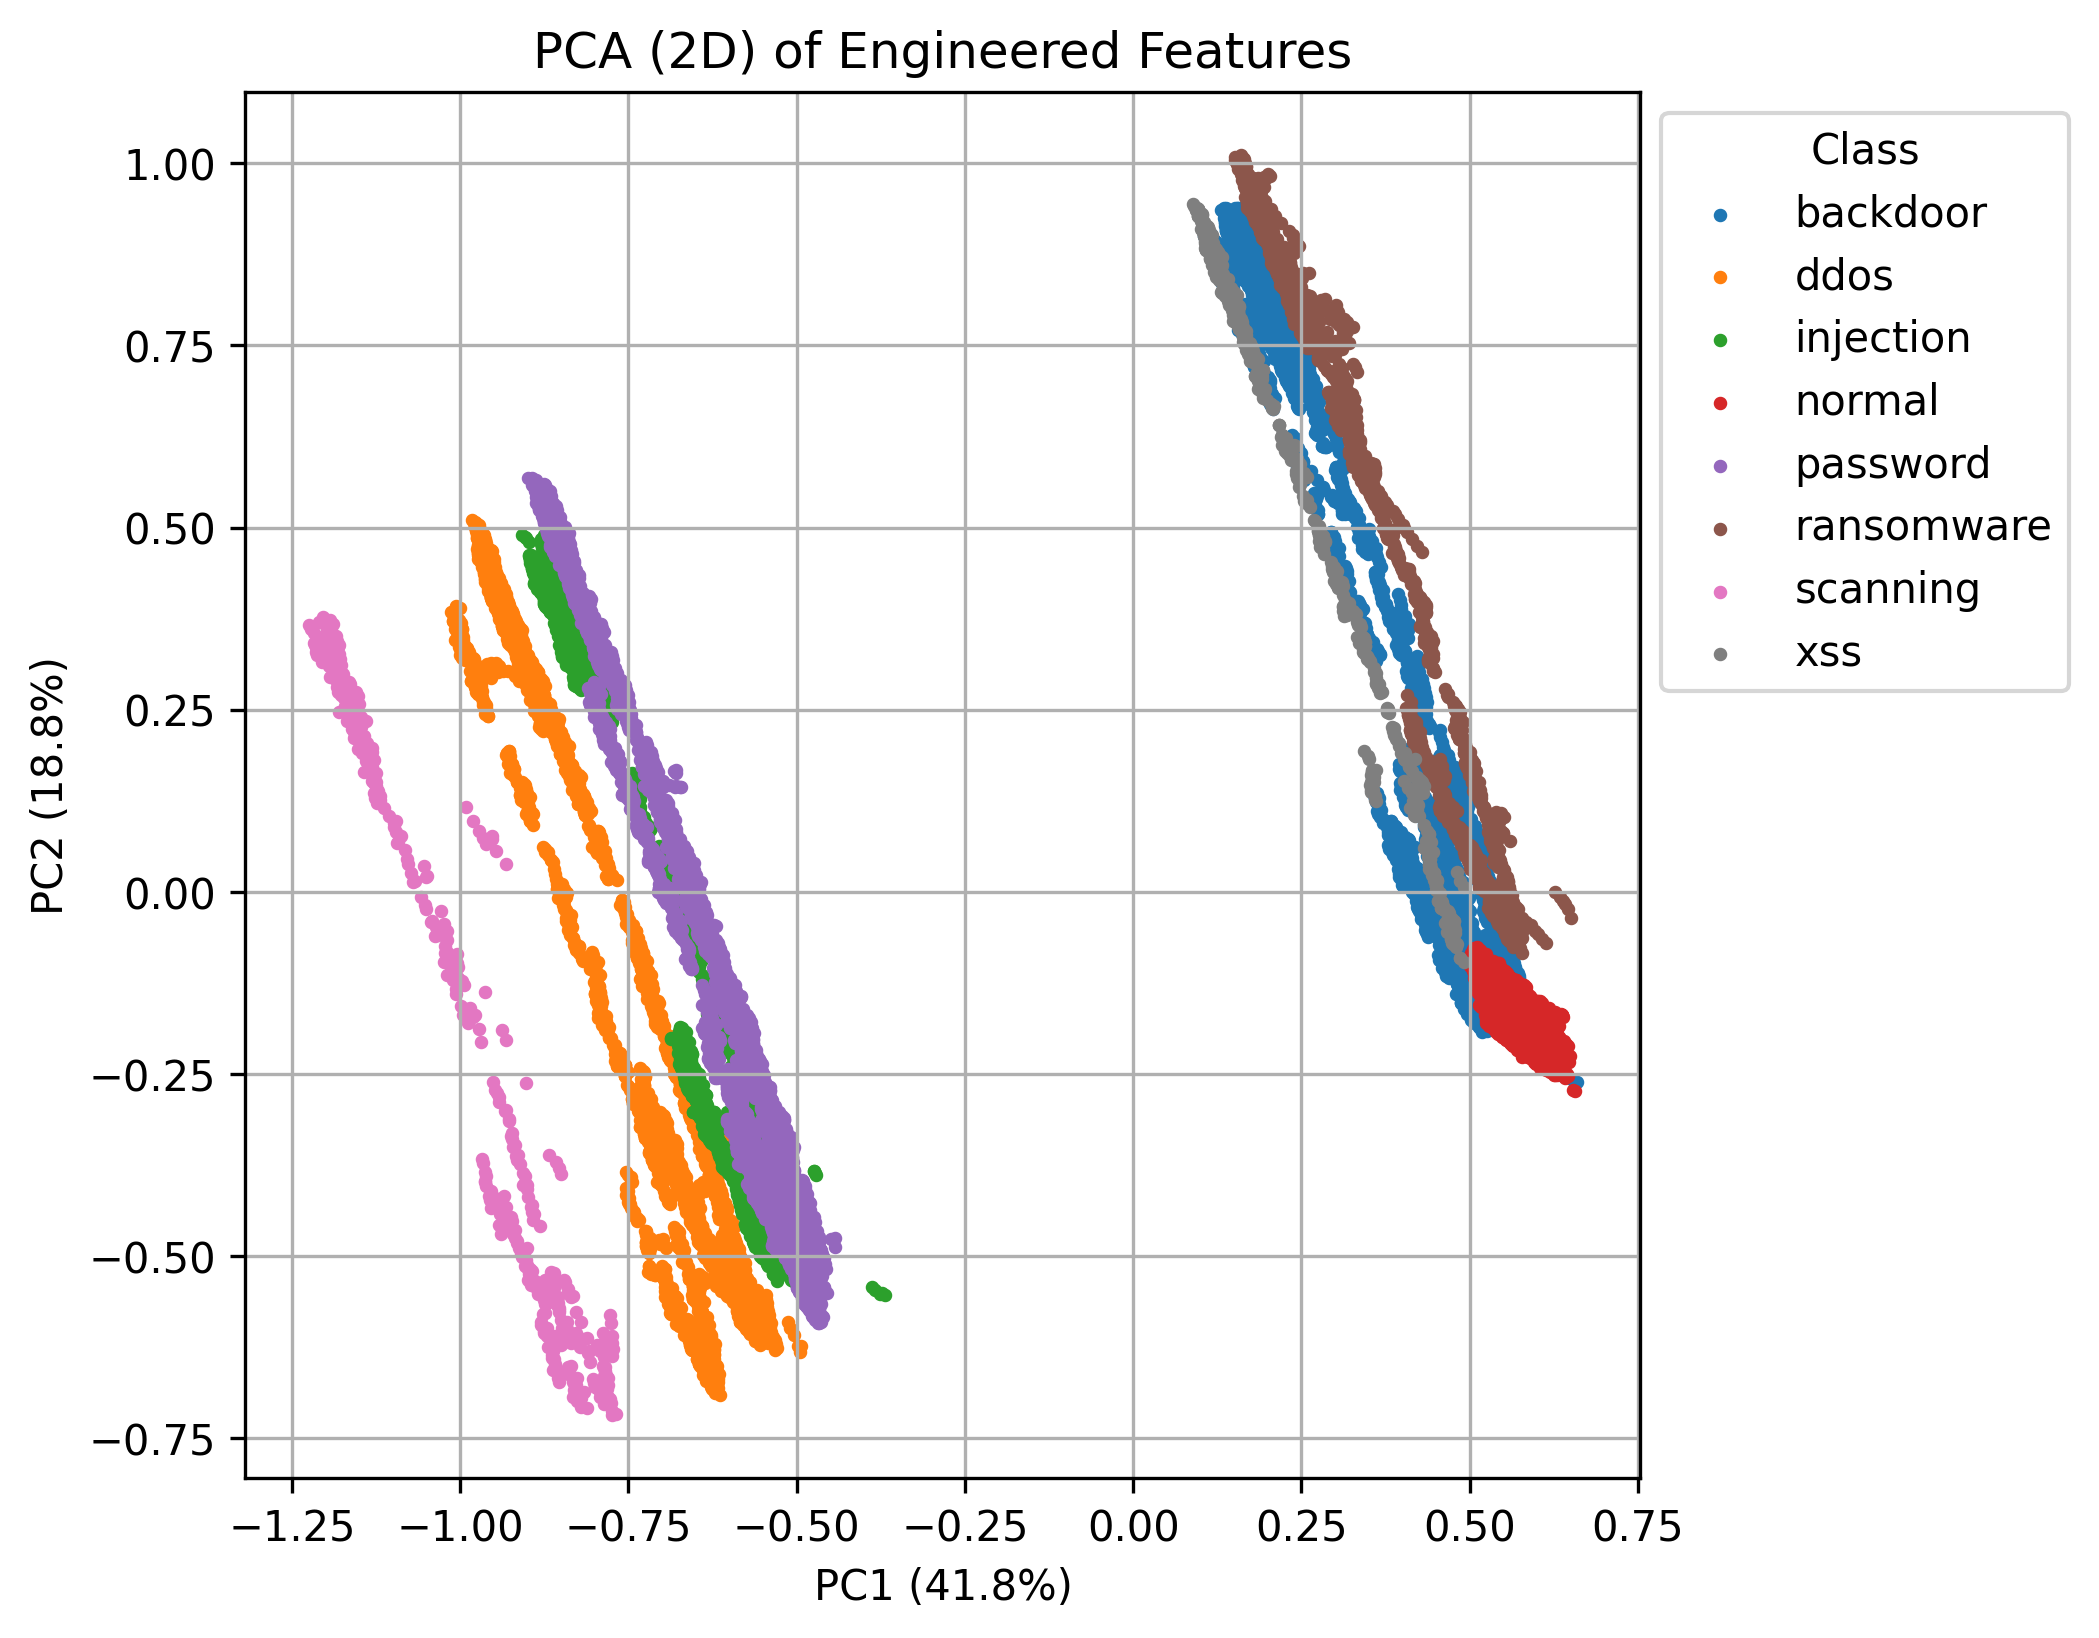 PCA (2D) of Engineered Features
1.00
0.75
0.50
0.25
0.00
−0.25
−0.50
−0.75
PC2 (18.8%)
−1.25 −1.00 −0.75 −0.50 −0.25 0.00 0.25 0.50 0.75
PC1 (41.8%)
Class
backdoor
ddos
injection
normal
password
ransomware
scanning
xss